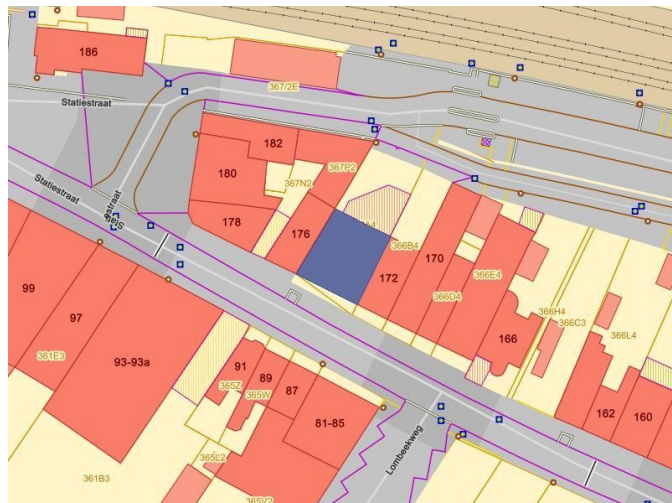 186
Statiestraat
367/2E
182
367P2
180
367N2
Statiestraat
178
176
366B4
172
170
366E4
366D4
99
97
93-93a
361E3
91
89
87
365Z
365W
81-85
166
366H4
366C3
366L4
162
160
365L2
361B3
365V2
Lombeekweg